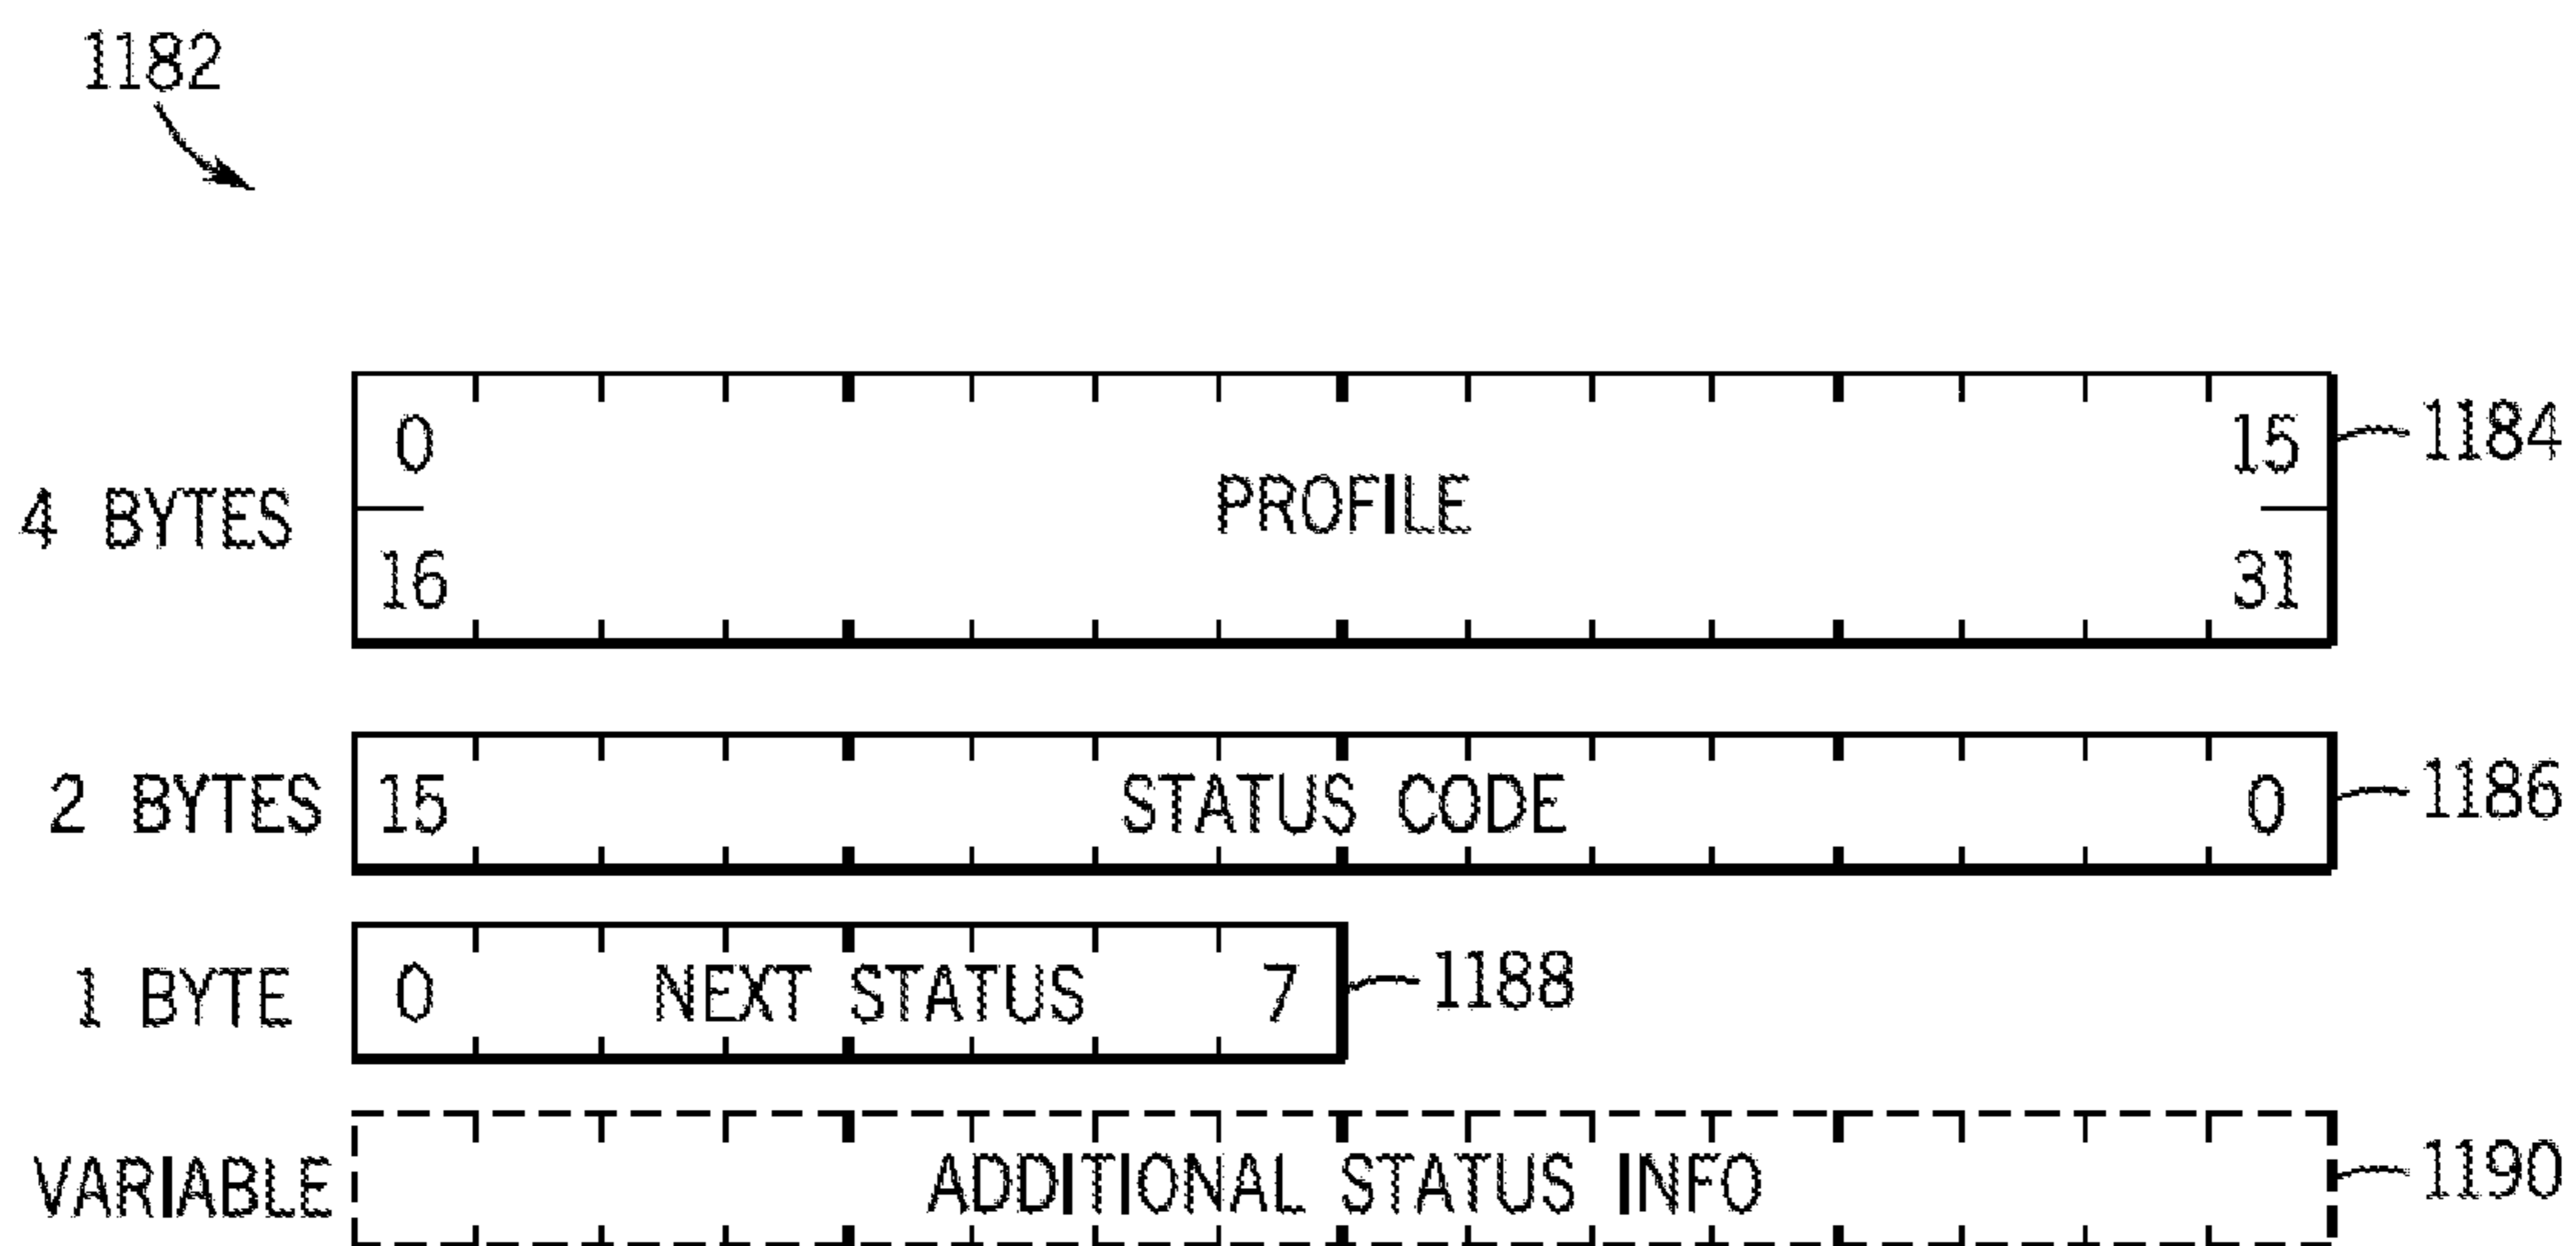 1182
0 15 1184
4 BYTES PROFILE
16 31
2 BYTES 15 STATUS CODE 0 1186
1 BYTE 0 NEXT STATUS 7 1188
VARIABLE ADDITIONAL STATUS INFO 1190